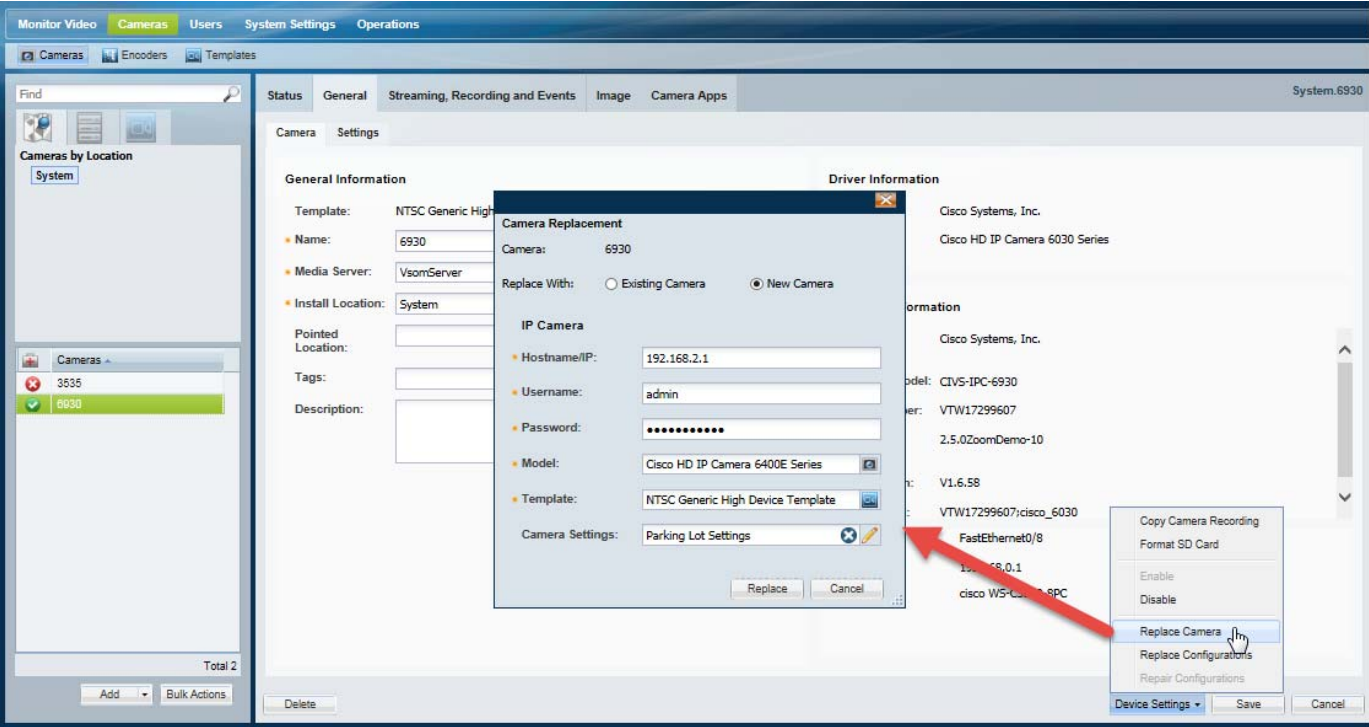 Monitor Video Cameras Users System Settings Operations
Cameras Encoders Templates
Find
Cameras by Location
System
Cameras
3535
6930
Total 2
Add Bulk Actions
Status General Streaming, Recording and Events Image Camera Apps System.6930
Camera Settings
General Information
Template: NTSC Generic High
Name: 6930
Media Server: VsomServer
Install Location: System
Pointed
Location:
Tags:
Description:
Driver Information
Cisco Systems, Inc.
Cisco HD IP Camera 6030 Series
ormation
Cisco Systems, Inc.
odel: CIVS-IPC-6930
er: VTW17299607
2.5.0ZoomDemo-10
n: V1.6.58
: VTW17299607;cisco_6030
FastEthernet0/8
cisco
Camera Replacement
Camera: 6930
Replace With: Existing Camera New Camera
IP Camera
Hostname/IP: 192.168.2.1
Username: admin
Password: •••••••••••
Model: Cisco HD IP Camera 6400E Series
Template: NTSC Generic High Device Template
Camera Settings: Parking Lot Settings
Replace Cancel
Copy Camera Recording
Format SD Card
Enable
Disable
Replace Camera
Replace Configurations
Repair Configurations
Delete Device Settings Save Cancel